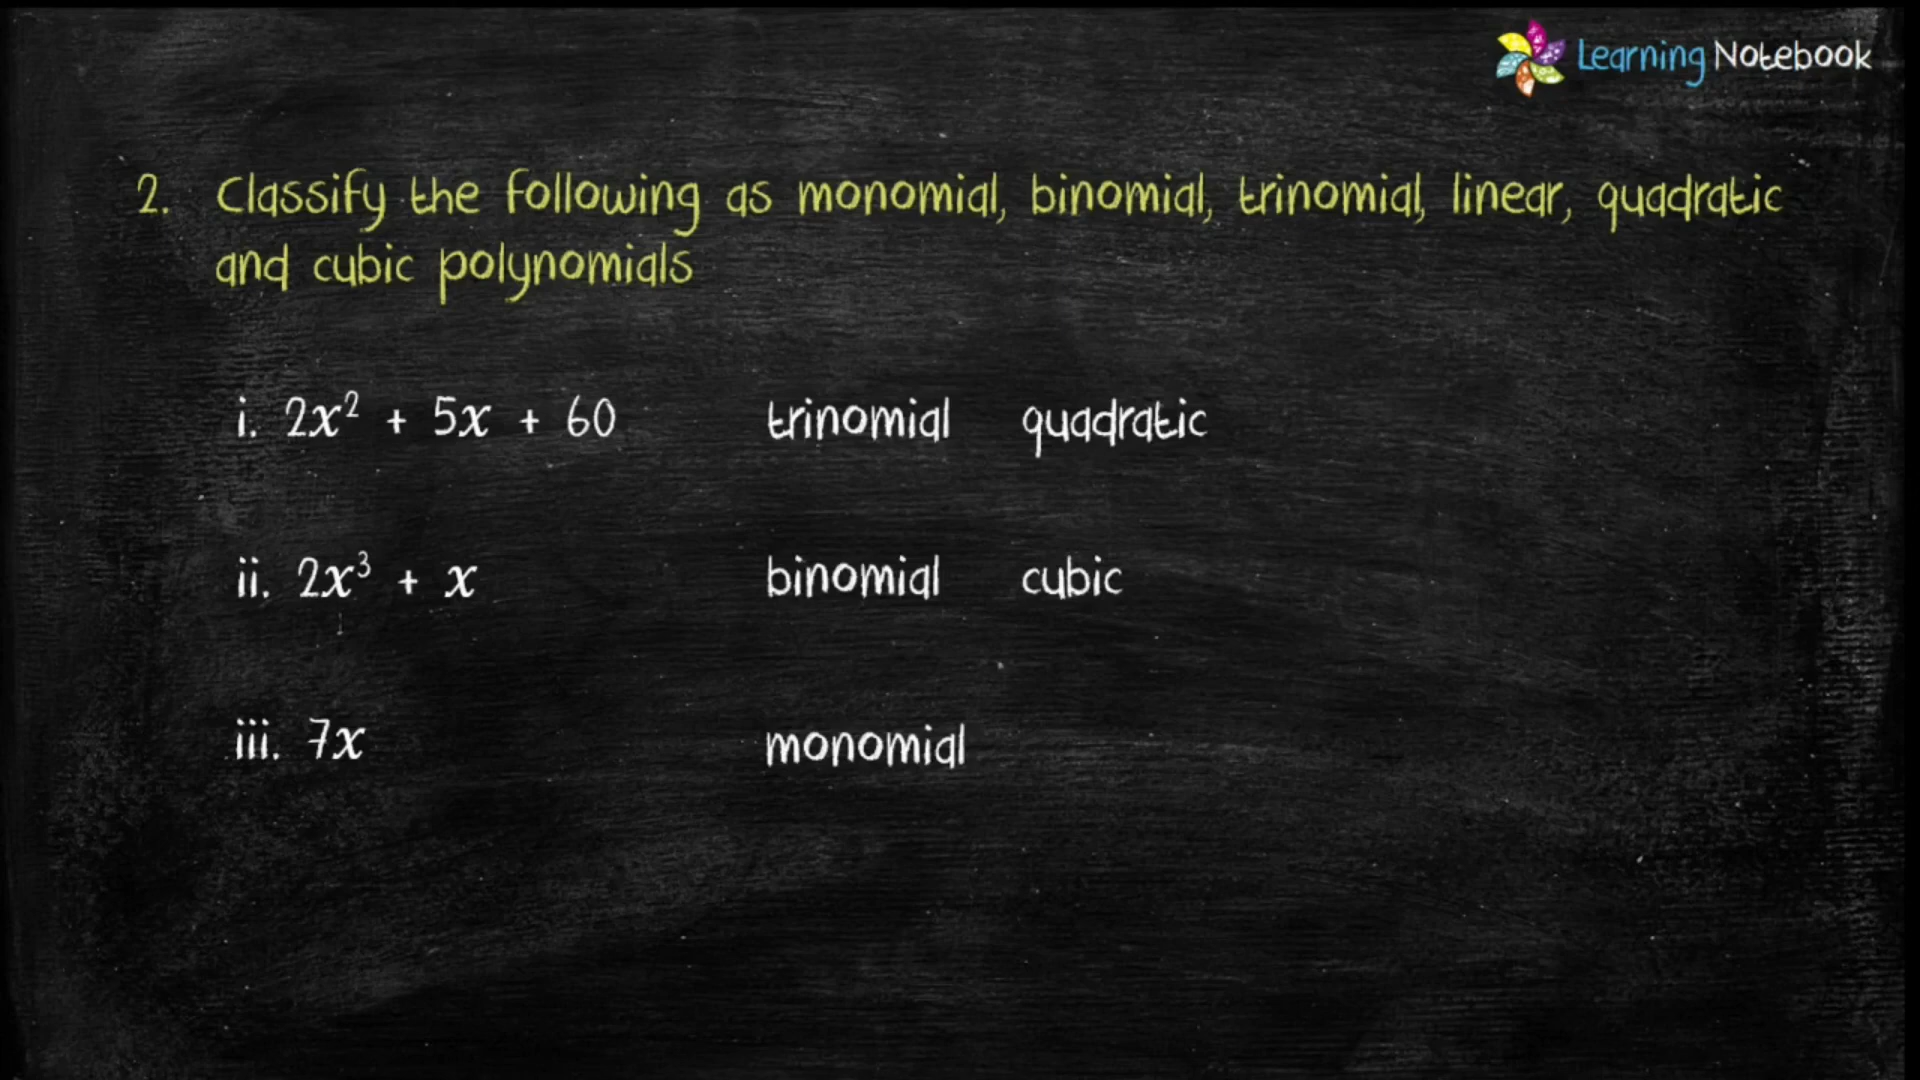 Learning Notebook
2. Classify the following as monomial, binomial, trinomial, linear, quadratic
and cubic polynomials
i. 2x² + 5x + 60 trinomial quadratic
ii. 2x³ + x binomial cubic
iii. 7x monomial